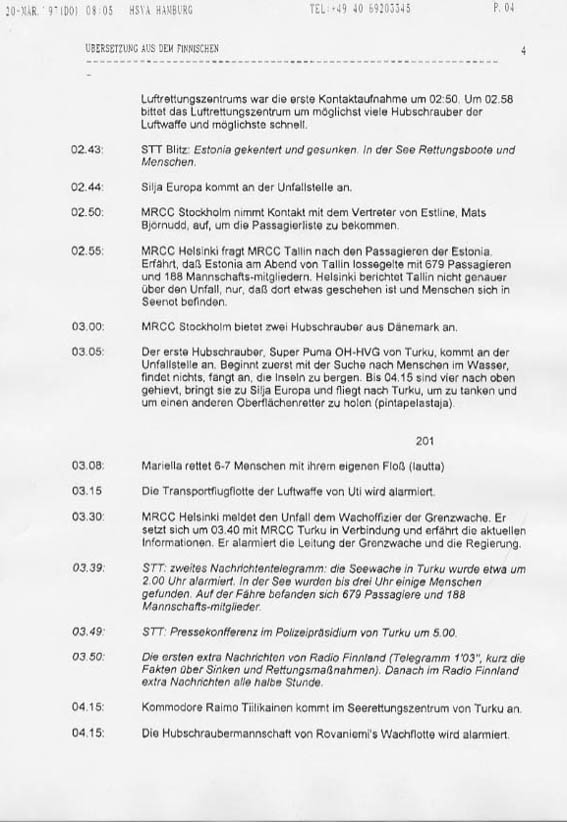 20-MAR. '97(DO) 08:05 HSVA HAMBURG TEL:+49 40 69203345 P. 04
ÜBERSETZUNG AUS DEM FINNISCHEN 4
Luftrettungszentrums war die erste Kontaktaufnahme um 02:50. Um 02.58
bittet das Luftrettungszentrum um möglichst viele Hubschrauber der
Luftwaffe und möglichste schnell.
02.43: STT Blitz: Estonia gekentert und gesunken. In der See Rettungsboote und
Menschen.
02.44: Silja Europa kommt an der Unfallstelle an.
02.50: MRCC Stockholm nimmt Kontakt mit dem Vertreter von Estline, Mats
Björnudd, auf, um die Passagierliste zu bekommen.
02.55: MRCC Helsinki fragt MRCC Tallin nach den Passagieren der Estonia.
Erfährt, daß Estonia am Abend von Tallin lossegelte mit 679 Passagieren
und 188 Mannschafts-mitgliedern. Helsinki berichtet Tallin nicht genauer
über den Unfall, nur, daß dort etwas geschehen ist und Menschen sich in
Seenot befinden.
03.00: MRCC Stockholm bietet zwei Hubschrauber aus Dänemark an.
03.05: Der erste Hubschrauber, Super Puma OH-HVG von Turku, kommt an der
Unfallstelle an. Beginnt zuerst mit der Suche nach Menschen im Wasser,
findet nichts, fängt an, die Inseln zu bergen. Bis 04.15 sind vier nach oben
gehievt, bringt sie zu Silja Europa und fliegt nach Turku, um zu tanken und
um einen anderen Oberflächenretter zu holen (pintapelastaja).
201
03.08: Mariella rettet 6-7 Menschen mit ihrem eigenen Floß (lautta)
03.15 Die Transportflugflotte der Luftwaffe von Uti wird alarmiert.
03.30: MRCC Helsinki meldet den Unfall dem Wachoffizier der Grenzwache. Er
setzt sich um 03.40 mit MRCC Turku in Verbindung und erfährt die aktuellen
Informationen. Er alarmiert die Leitung der Grenzwache und die Regierung.
03.39: STT: zweites Nachrichtentelegramm: die Seewache in Turku wurde etwa um
2.00 Uhr alarmiert. In der See wurden bis drei Uhr einige Menschen
gefunden. Auf der Fähre befanden sich 679 Passagiere und 188
Mannschafts-mitglieder.
03.49: STT: Pressekonfferenz im Polizeipräsidium von Turku um 5.00.
03.50: Die ersten extra Nachrichten von Radio Finnland (Telegramm 1'03", kurz die
Fakten über Sinken und Rettungsmaßnahmen). Danach im Radio Finnland
extra Nachrichten alle halbe Stunde.
04.15: Kommodore Raimo Tiilikainen kommt im Seerettungszentrum von Turku an.
04.15: Die Hubschraubermannschaft von Rovaniemi's Wachflotte wird alarmiert.